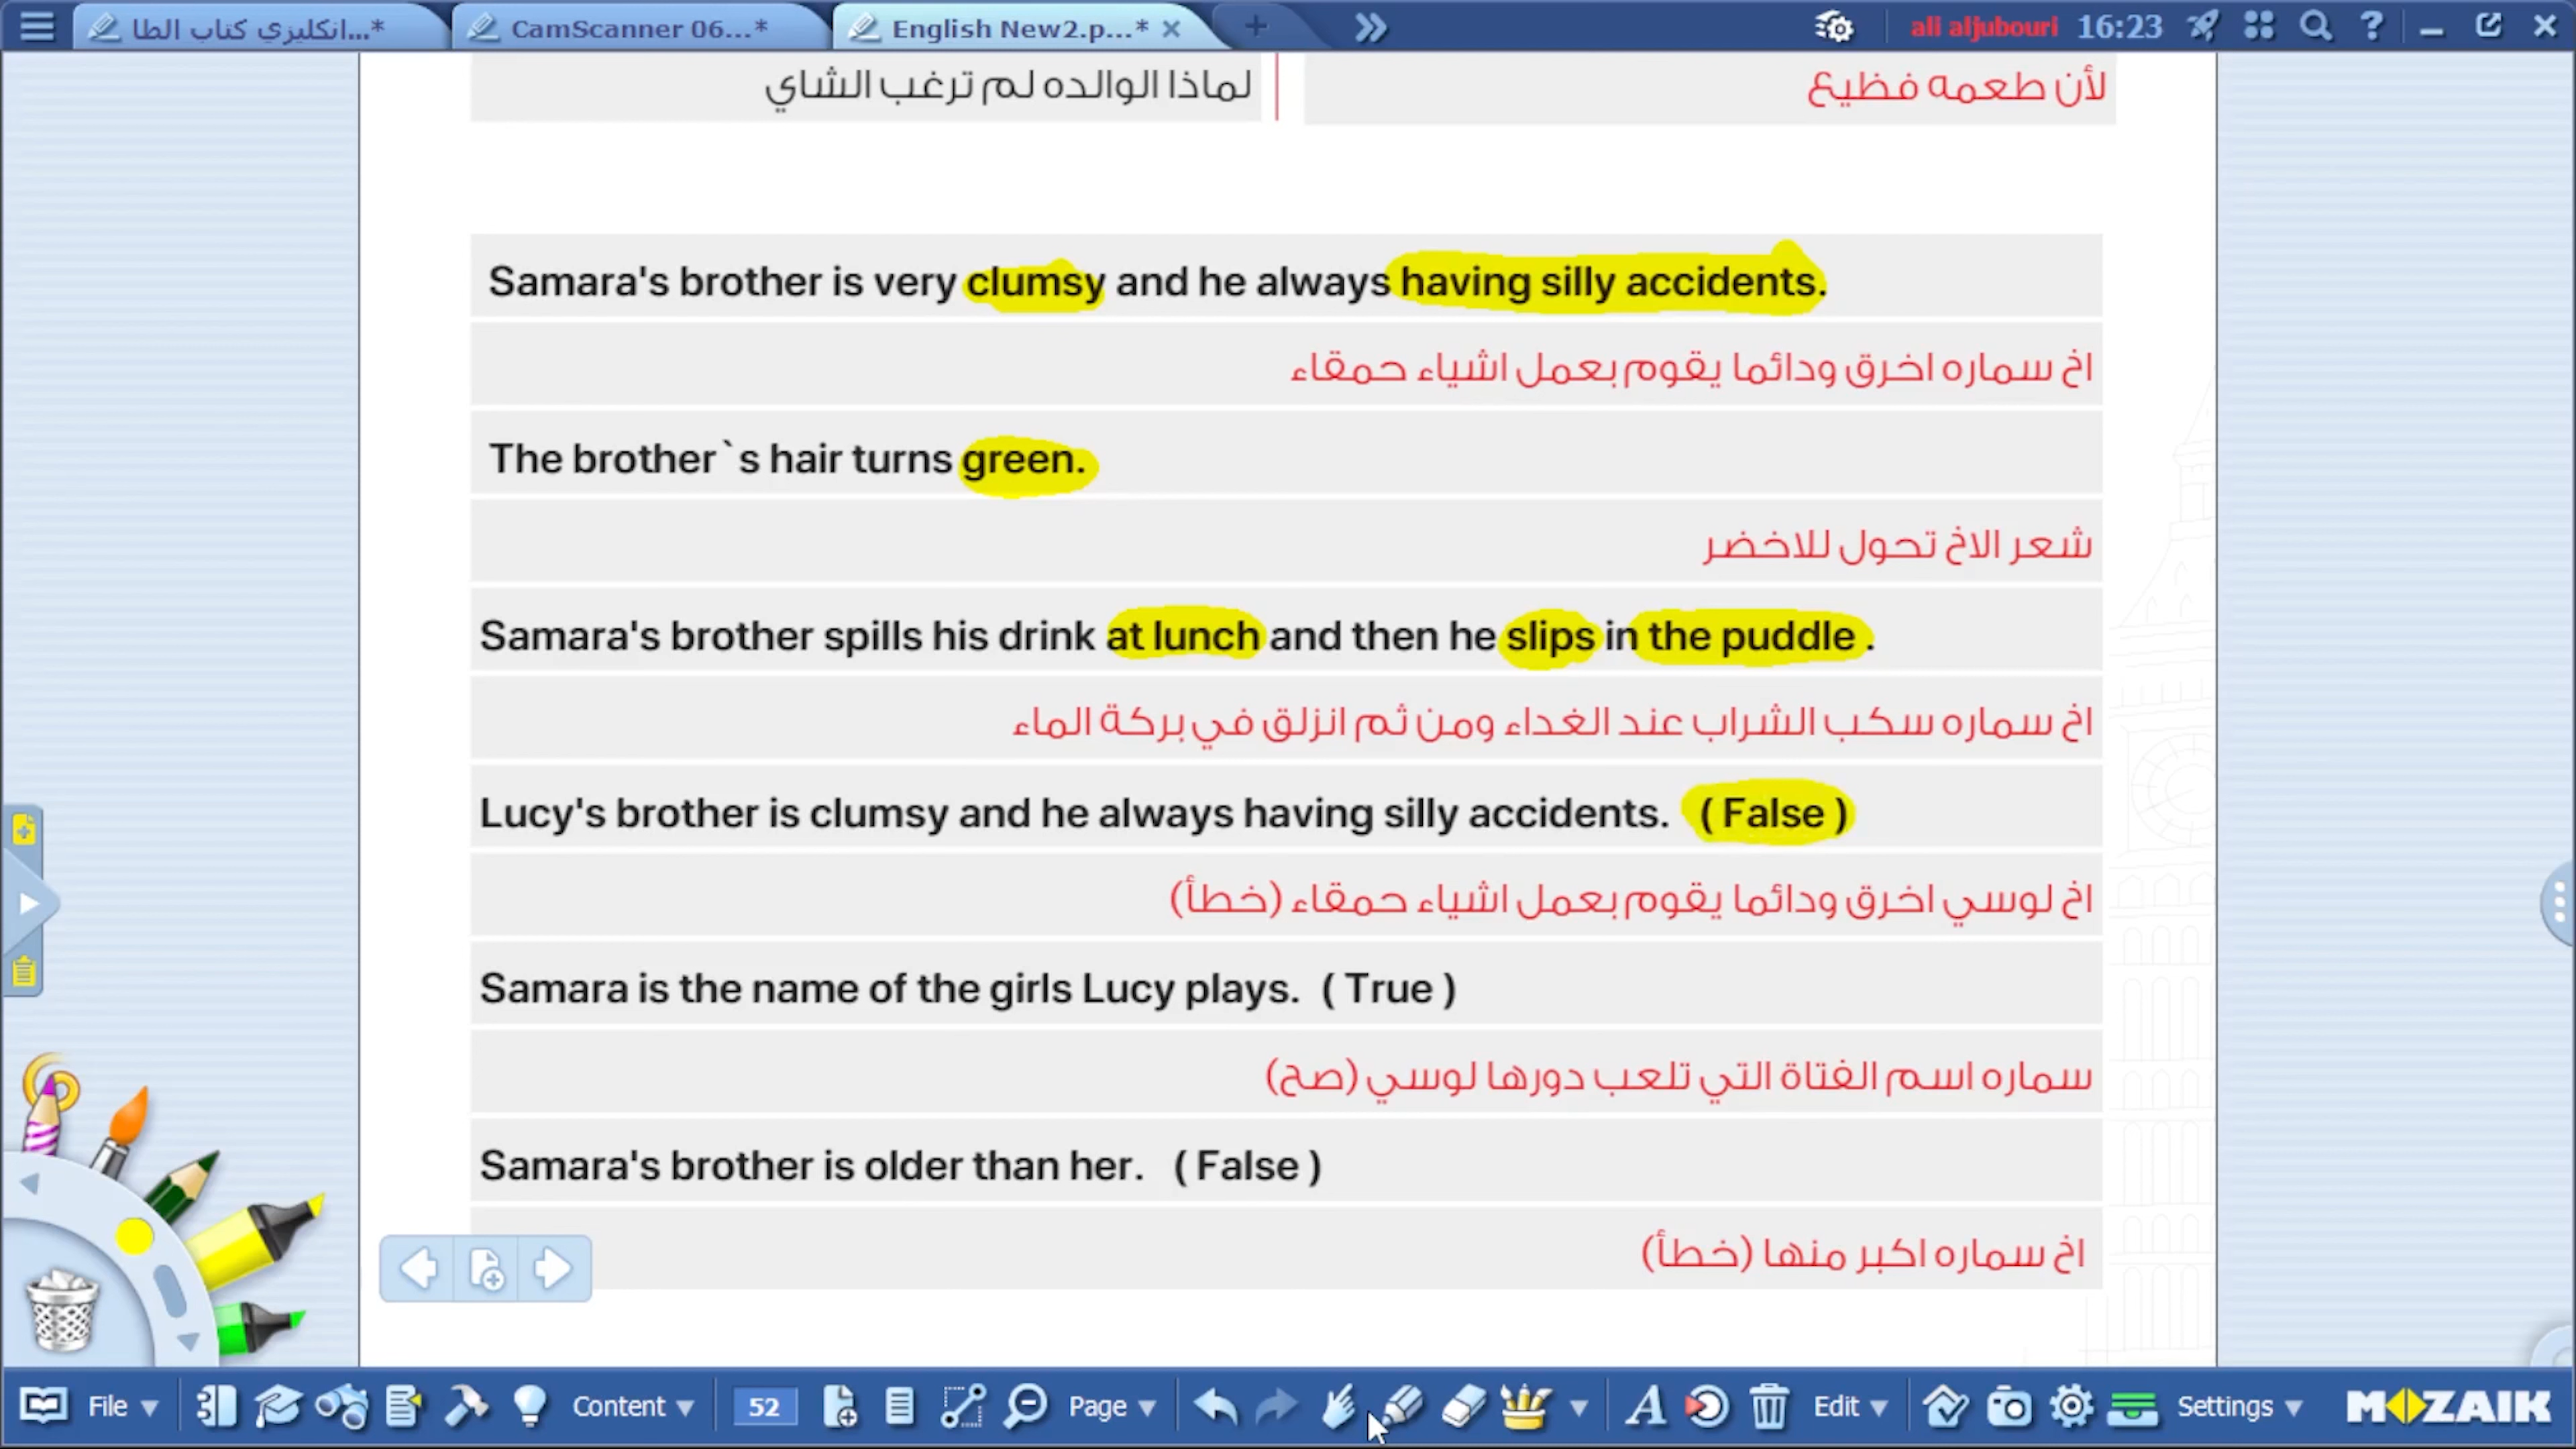 انكليزي كتاب الطا...*
CamScanner 06...*
English New2.p...*
ali aljubouri
16:23
لماذا الوالده لم ترغب الشاي
لأن طعمه فظيع
Samara's brother is very clumsy and he always having silly accidents.
اخ سماره اخرق ودائما يقوم بعمل اشياء حمقاء
The brother`s hair turns green.
شعر الاخ تحول للاخضر
Samara's brother spills his drink at lunch and then he slips in the puddle .
اخ سماره سكب الشراب عند الغداء ومن ثم انزلق في بركة الماء
Lucy's brother is clumsy and he always having silly accidents. ( False )
اخ لوسي اخرق ودائما يقوم بعمل اشياء حمقاء (خطأ)
Samara is the name of the girls Lucy plays. ( True )
سماره اسم الفتاة التي تلعب دورها لوسي (صح)
Samara's brother is older than her. ( False )
اخ سماره اكبر منها (خطأ)
File
Content
52
Page
Edit
Settings
MOZAIK